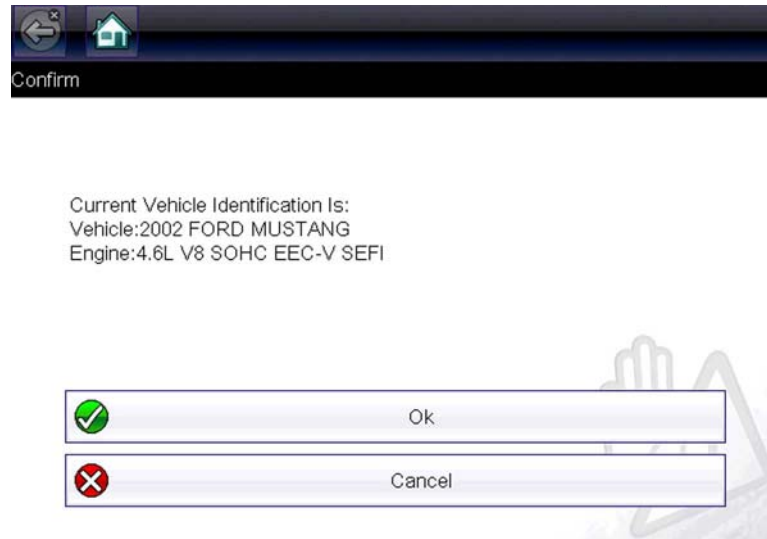 Confirm
Current Vehicle Identification Is:
Vehicle:2002 FORD MUSTANG
Engine:4.6L V8 SOHC EEC-V SEFI
Ok
Cancel